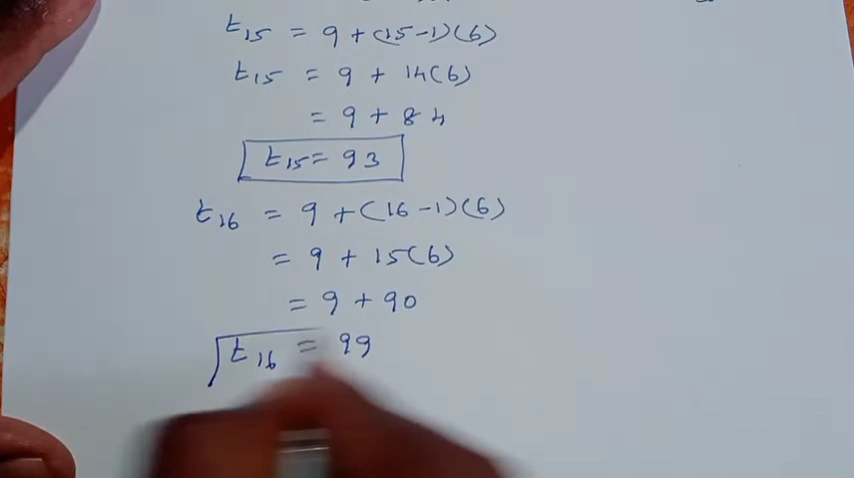 t15 = 9 + (15-1)(6)
t15 = 9 + 14(6)
= 9 + 84
t15 = 93
t16 = 9 + (16-1)(6)
= 9 + 15(6)
= 9 + 90
t16 = 99